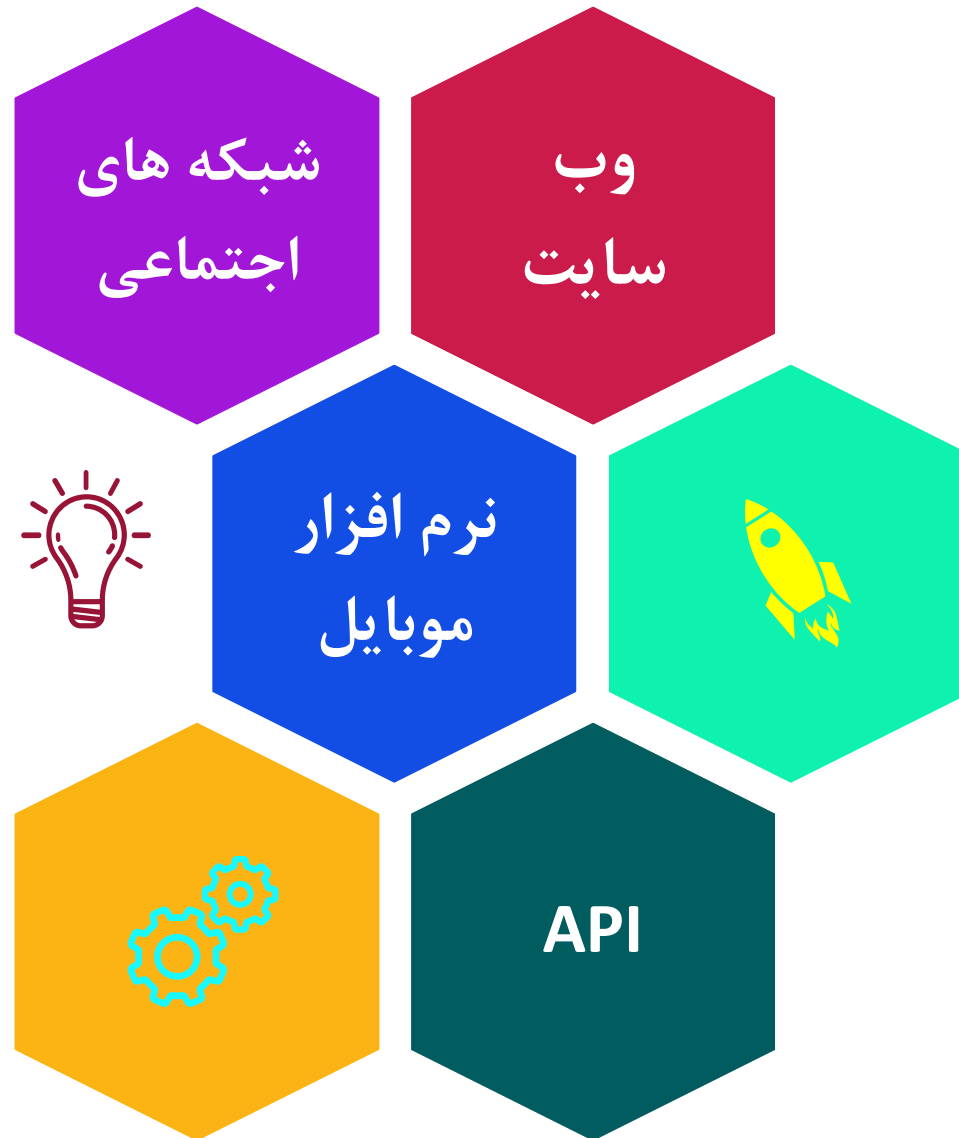 وب
سایت
شبکه های
اجتماعی
نرم افزار
موبایل
API